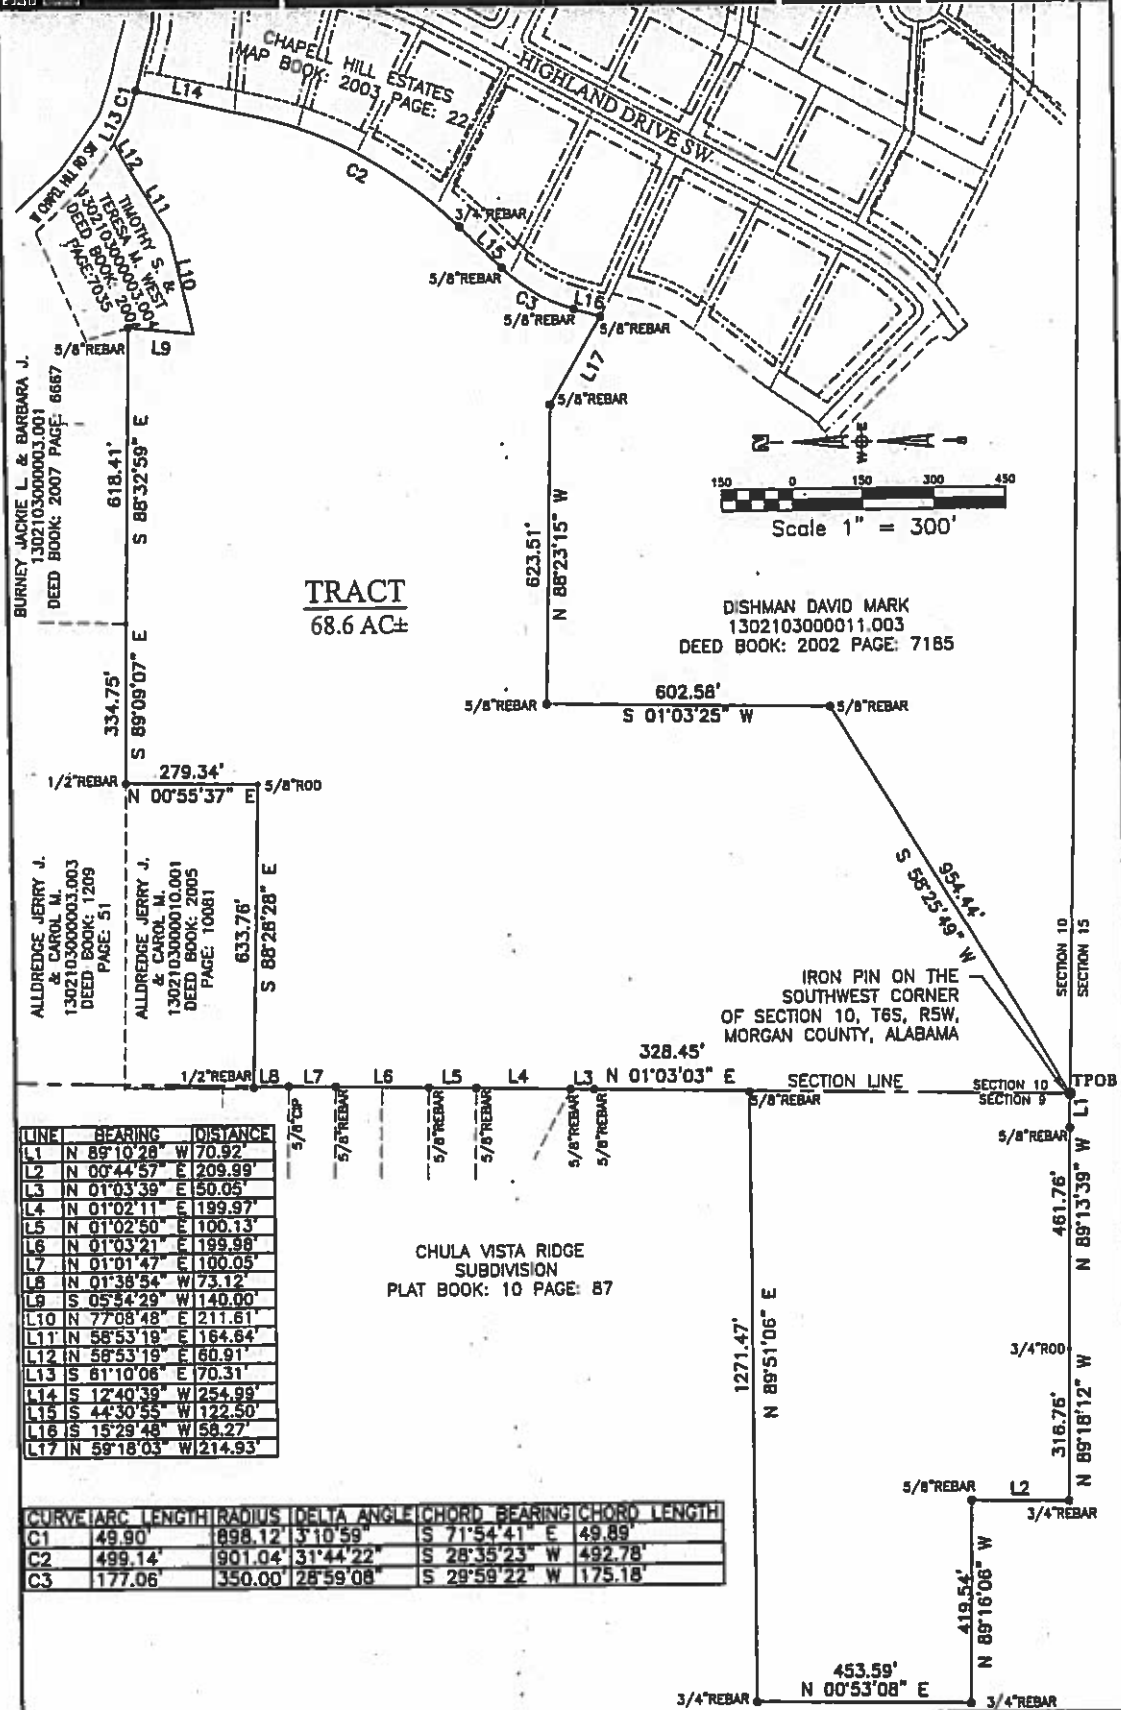 CHAPELL HILL ESTATES
MAP BOOK: 2003 PAGE: 22
HIGHLAND DRIVE SW
L14
C1
L13
W CHAPEL HILL RD SW
L12
L11
L10
TIMOTHY S. &
TERESA M. WEST
1302103000003.004
DEED BOOK: 2004
PAGE: 7035
C2
3/4"REBAR
L15
5/8"REBAR
C3
L16
5/8"REBAR
5/8"REBAR
L17
5/8"REBAR
5/8"REBAR
L9
BURNEY JACKIE L. & BARBARA J.
1302103000003.001
DEED BOOK: 2007 PAGE: 6667
618.41'
S 88°32'59" E
N
W E
S
150 0 150 300 450
Scale 1" = 300'
623.51'
N 88°23'15" W
TRACT
68.6 AC±
DISHMAN DAVID MARK
1302103000011.003
DEED BOOK: 2002 PAGE: 7185
334.75'
S 89°09'07" E
5/8"REBAR
602.58'
S 01°03'25" W
5/8"REBAR
1/2"REBAR
279.34'
N 00°55'37" E
5/8"ROD
954.44'
S 58°25'49" W
ALLDREDGE JERRY J.
& CAROL M.
1302103000003.003
DEED BOOK: 1209
PAGE: 51
ALLDREDGE JERRY J.
& CAROL M.
1302103000010.001
DEED BOOK: 2005
PAGE: 10081
633.76'
S 88°28'28" E
SECTION 10
SECTION 15
IRON PIN ON THE
SOUTHWEST CORNER
OF SECTION 10, T6S, R5W,
MORGAN COUNTY, ALABAMA
1/2"REBAR
L8
L7
L6
L5
L4
L3
328.45'
N 01°03'03" E
SECTION LINE
SECTION 10
SECTION 9
TPOB
5/8"CIP
5/8"REBAR
5/8"REBAR
5/8"REBAR
5/8"REBAR
5/8"REBAR
5/8"REBAR
L1
5/8"REBAR
LINE BEARING DISTANCE
L1 N 89°10'28" W 70.92'
L2 N 00°44'57" E 209.99'
L3 N 01°03'39" E 50.05'
L4 N 01°02'11" E 199.97'
L5 N 01°02'50" E 100.13'
L6 N 01°03'21" E 199.98'
L7 N 01°01'47" E 100.05'
L8 N 01°38'54" W 73.12'
L9 S 05°54'29" W 140.00'
L10 N 77°08'48" E 211.61'
L11 N 58°53'19" E 164.64'
L12 N 58°53'19" E 60.91'
L13 S 61°10'06" E 70.31'
L14 S 12°40'39" W 254.99'
L15 S 44°30'55" W 122.50'
L16 S 15°29'48" W 58.27'
L17 N 59°18'03" W 214.93'
CHULA VISTA RIDGE
SUBDIVISION
PLAT BOOK: 10 PAGE: 87
461.76'
N 89°13'39" W
1271.47'
N 89°51'06" E
3/4"ROD
316.76'
N 89°18'12" W
5/8"REBAR
L2
3/4"REBAR
CURVE ARC LENGTH RADIUS DELTA ANGLE CHORD BEARING CHORD LENGTH
C1 49.90' 898.12' 3°10'59" S 71°54'41" E 49.89'
C2 499.14' 901.04' 31°44'22" S 28°35'23" W 492.78'
C3 177.06' 350.00' 28°59'08" S 29°59'22" W 175.18'
419.54'
N 89°16'06" W
3/4"REBAR
453.59'
N 00°53'08" E
3/4"REBAR